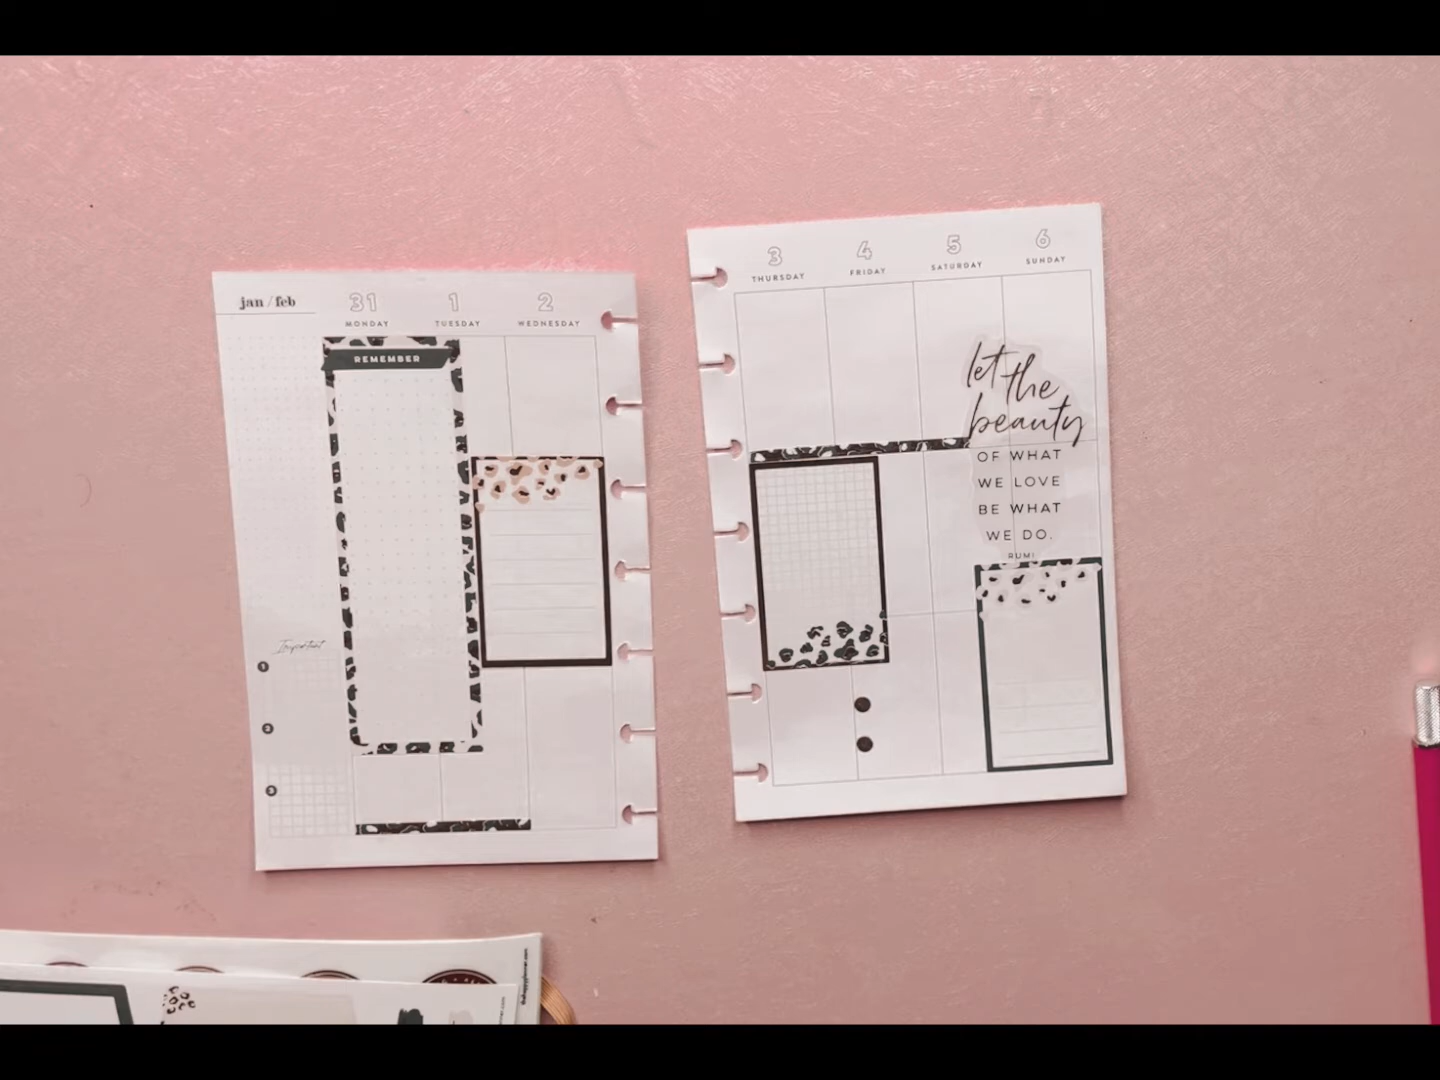 jan / feb
31
MONDAY
1
TUESDAY
2
WEDNESDAY
REMEMBER
Important
1
2
3
3
THURSDAY
4
FRIDAY
5
SATURDAY
6
SUNDAY
let the
beauty
OF WHAT
WE LOVE
BE WHAT
WE DO.
RUMI